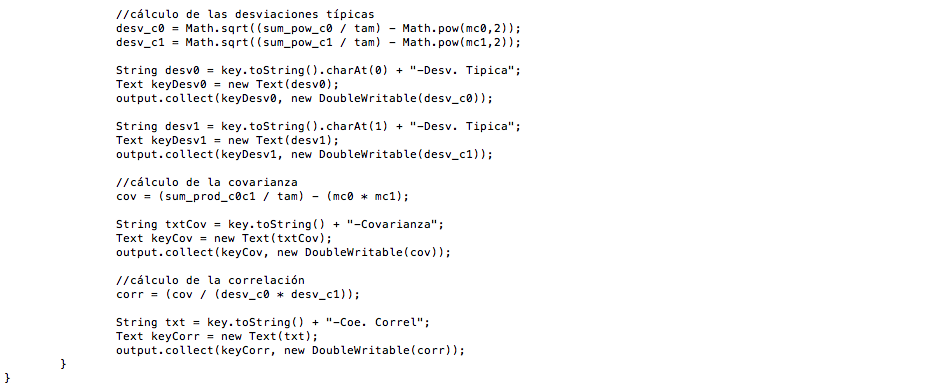 //cálculo de las desviaciones típicas
desv_c0 = Math.sqrt((sum_pow_c0 / tam) - Math.pow(mc0,2));
desv_c1 = Math.sqrt((sum_pow_c1 / tam) - Math.pow(mc1,2));
String desv0 = key.toString().charAt(0) + "-Desv. Tipica";
Text keyDesv0 = new Text(desv0);
output.collect(keyDesv0, new DoubleWritable(desv_c0));
String desv1 = key.toString().charAt(1) + "-Desv. Tipica";
Text keyDesv1 = new Text(desv1);
output.collect(keyDesv1, new DoubleWritable(desv_c1));
//cálculo de la covarianza
cov = (sum_prod_c0c1 / tam) - (mc0 * mc1);
String txtCov = key.toString() + "-Covarianza";
Text keyCov = new Text(txtCov);
output.collect(keyCov, new DoubleWritable(cov));
//cálculo de la correlación
corr = (cov / (desv_c0 * desv_c1));
String txt = key.toString() + "-Coe. Correl";
Text keyCorr = new Text(txt);
output.collect(keyCorr, new DoubleWritable(corr));
}
}